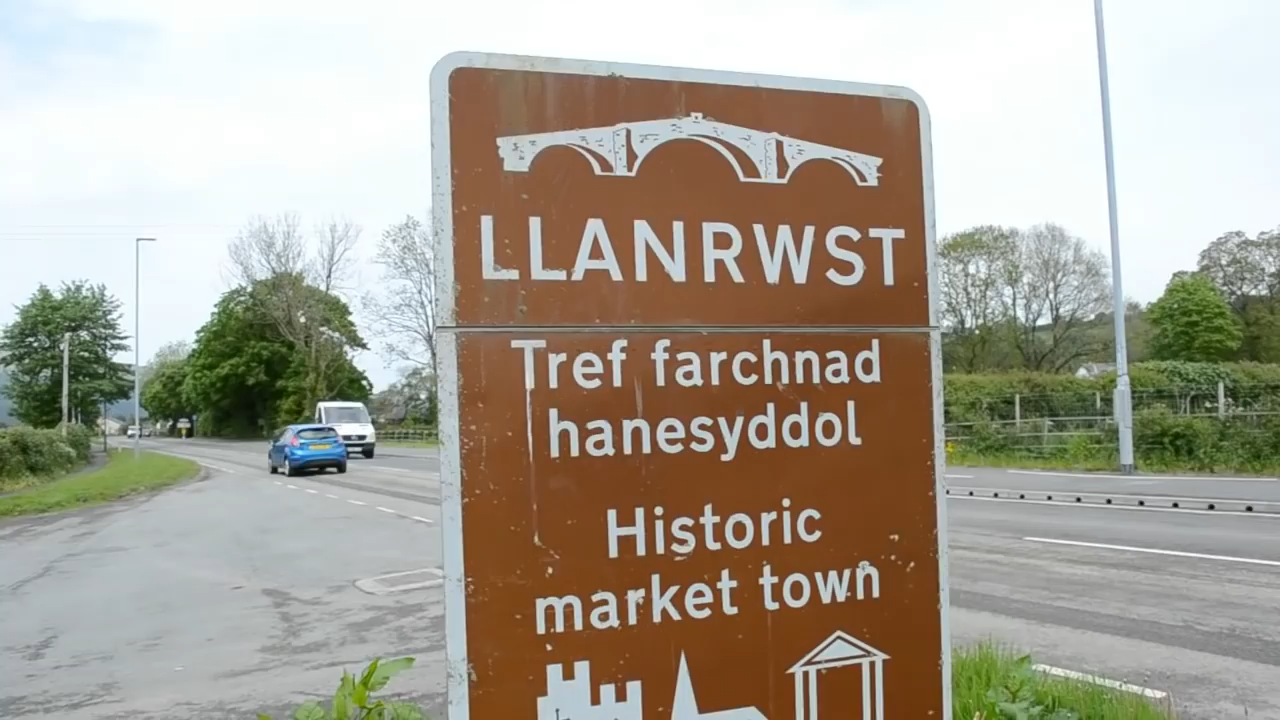 LLANRWST
Tref farchnad
hanesyddol
Historic
market town